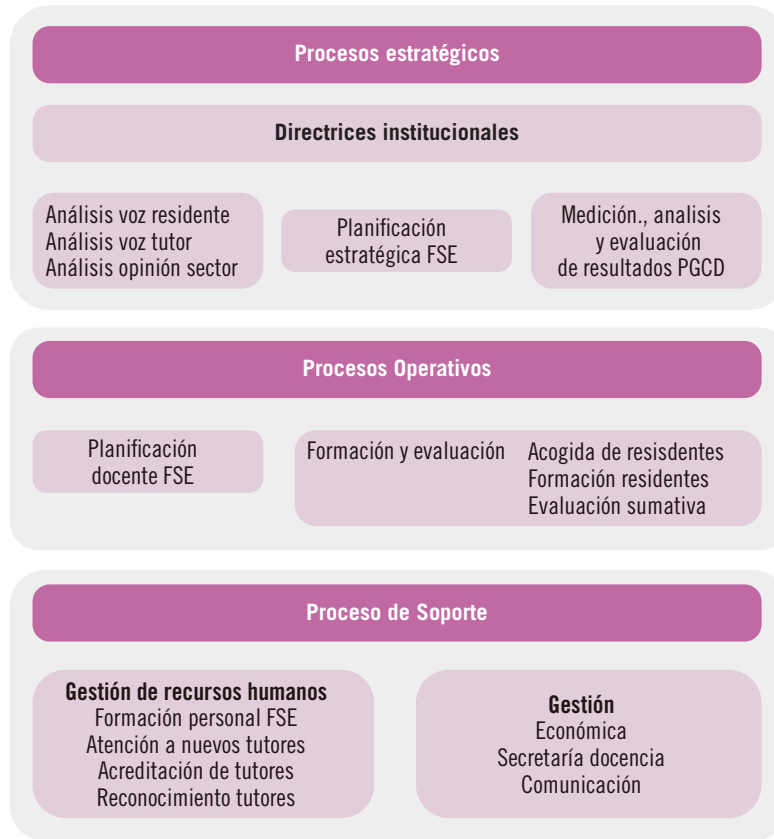 Procesos estratégicos
Directrices institucionales
Análisis voz residente
Análisis voz tutor
Análisis opinión sector
Planificación
estratégica FSE
Medición., analisis
y evaluación
de resultados PGCD
Procesos Operativos
Planificación
docente FSE
Formación y evaluación
Acogida de resisdentes
Formación residentes
Evaluación sumativa
Proceso de Soporte
Gestión de recursos humanos
Formación personal FSE
Atención a nuevos tutores
Acreditación de tutores
Reconocimiento tutores
Gestión
Económica
Secretaría docencia
Comunicación